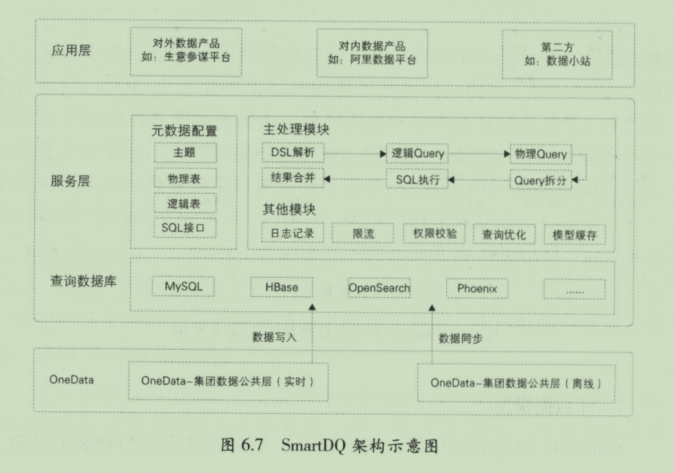 应用层
对外数据产品
如：生意参谋平台
对内数据产品
如：阿里数据平台
第二方
如：数据小站
服务层
元数据配置
主题
物理表
逻辑表
SQL接口
主处理模块
DSL解析
逻辑Query
物理Query
结果合并
SQL执行
Query拆分
其他模块
日志记录
限流
权限校验
查询优化
模型缓存
查询数据库
MySQL
HBase
OpenSearch
Phoenix
……
数据写入
数据同步
OneData
OneData-集团数据公共层（实时）
OneData-集团数据公共层（离线）
图 6.7 SmartDQ 架构示意图